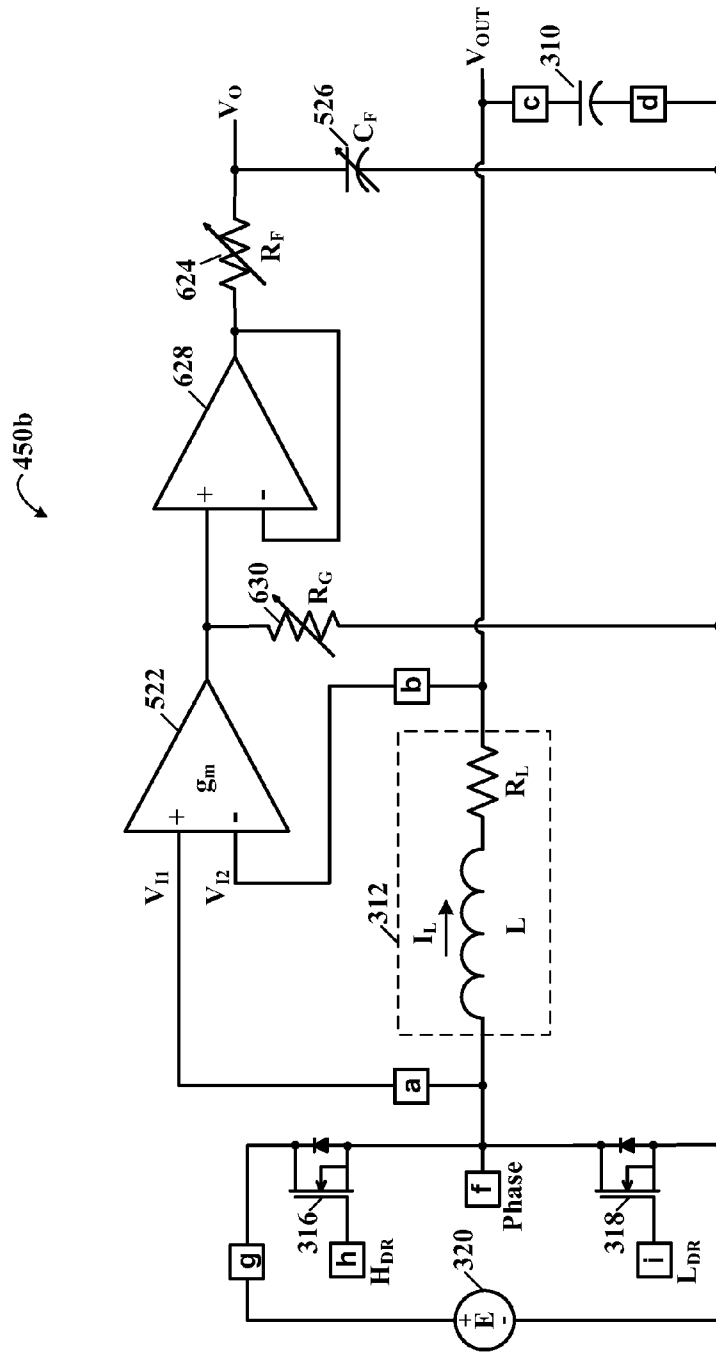 450b
522
628
624
R_F
V_O
526
C_F
+
-
g_m
+
-
V_I1
V_I2
630
R_G
a
b
312
I_L
L
R_L
V_OUT
c
310
d
g
316
h
H_DR
f
Phase
320
+
E
-
318
i
L_DR